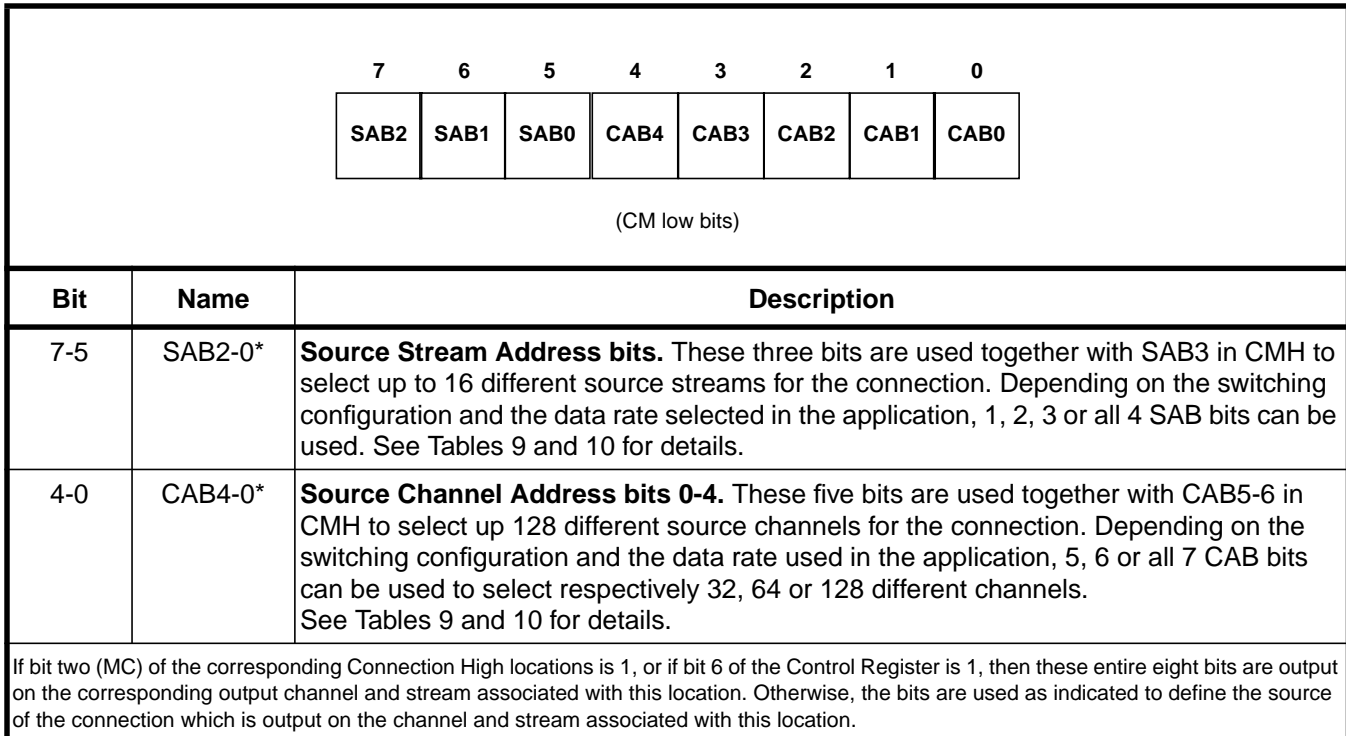 7 6 5 4 3 2 1 0
SAB2 SAB1 SAB0 CAB4 CAB3 CAB2 CAB1 CAB0
(CM low bits)
Bit Name Description
7-5 SAB2-0* Source Stream Address bits. These three bits are used together with SAB3 in CMH to
select up to 16 different source streams for the connection. Depending on the switching
configuration and the data rate selected in the application, 1, 2, 3 or all 4 SAB bits can be
used. See Tables 9 and 10 for details.
4-0 CAB4-0* Source Channel Address bits 0-4. These five bits are used together with CAB5-6 in
CMH to select up 128 different source channels for the connection. Depending on the
switching configuration and the data rate used in the application, 5, 6 or all 7 CAB bits
can be used to select respectively 32, 64 or 128 different channels.
See Tables 9 and 10 for details.
If bit two (MC) of the corresponding Connection High locations is 1, or if bit 6 of the Control Register is 1, then these entire eight bits are output
on the corresponding output channel and stream associated with this location. Otherwise, the bits are used as indicated to define the source
of the connection which is output on the channel and stream associated with this location.